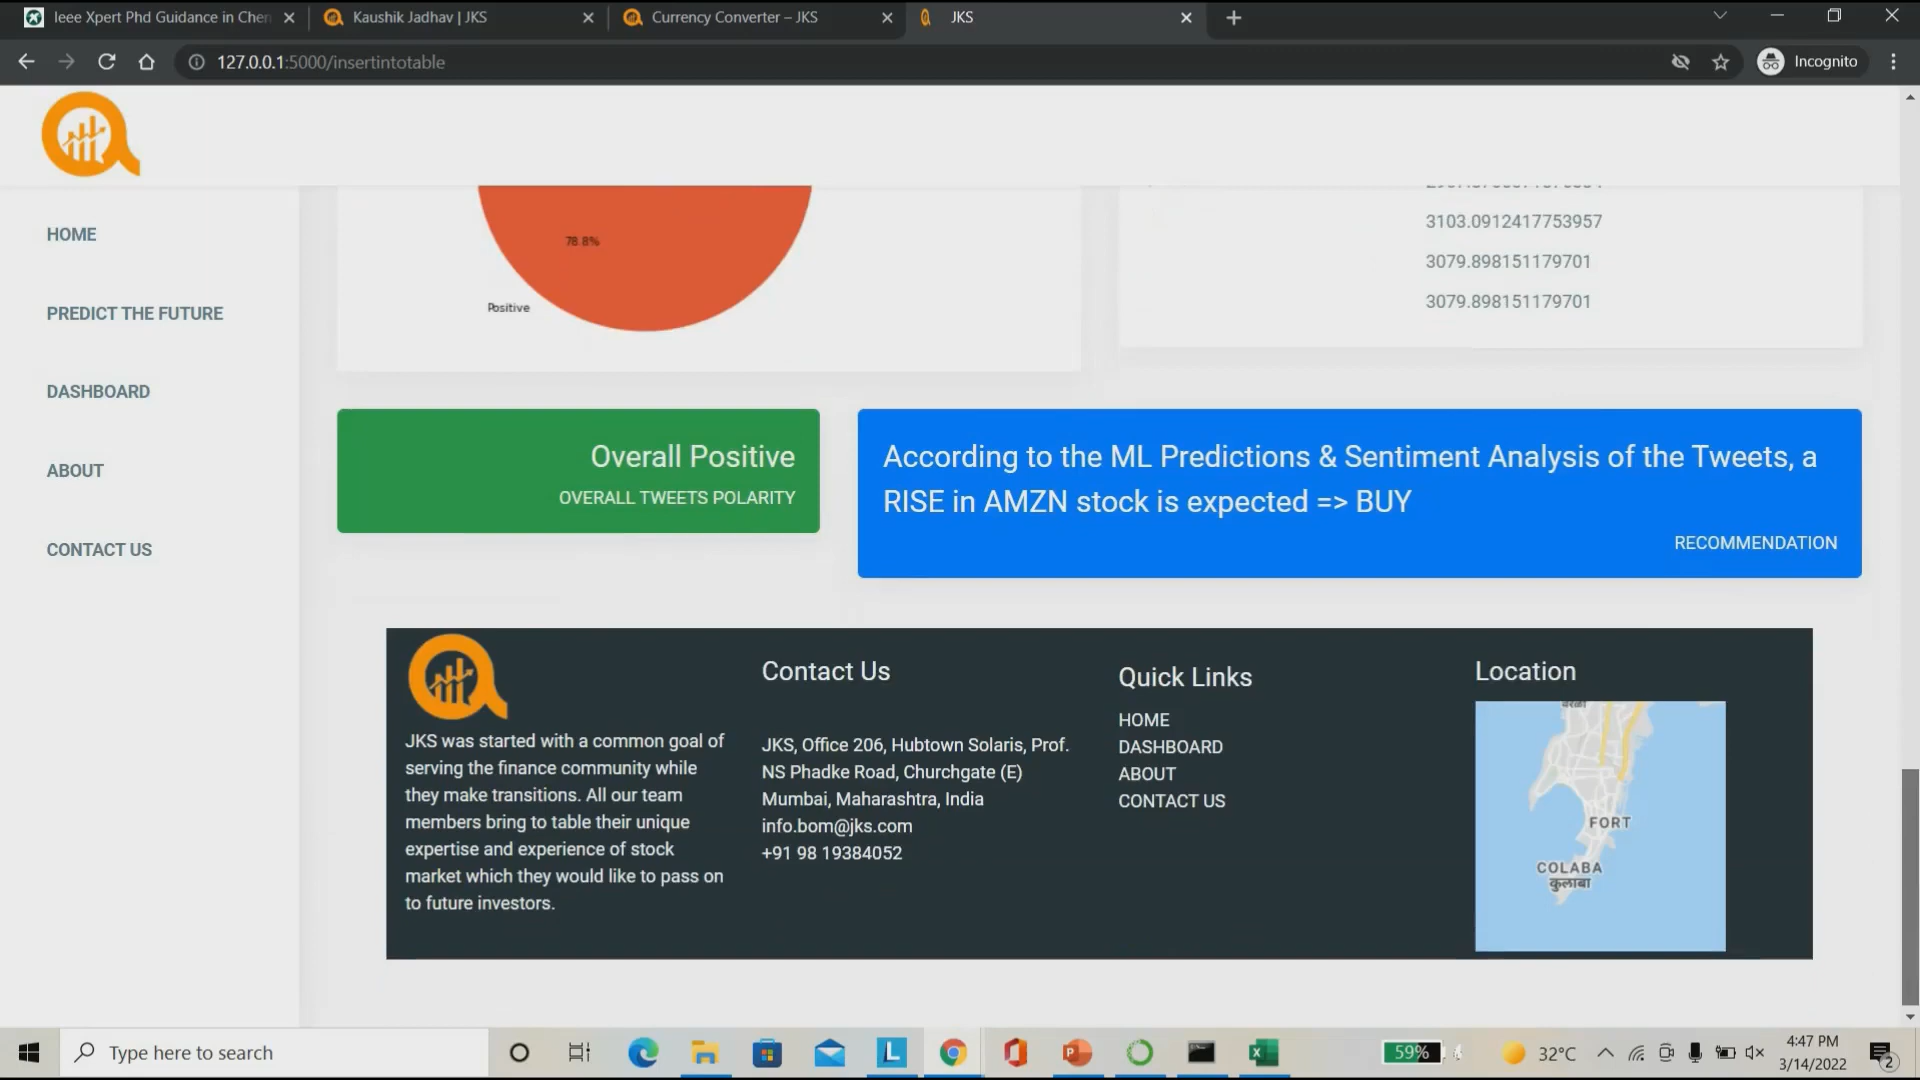 Ieee Xpert Phd Guidance in Chen
Kaushik Jadhav | JKS
Currency Converter – JKS
JKS
127.0.0.1:5000/insertintotable
Incognito
HOME
PREDICT THE FUTURE
DASHBOARD
ABOUT
CONTACT US
78.8%
Positive
3103.0912417753957
3079.898151179701
3079.898151179701
Overall Positive
OVERALL TWEETS POLARITY
According to the ML Predictions & Sentiment Analysis of the Tweets, a
RISE in AMZN stock is expected => BUY
RECOMMENDATION
JKS was started with a common goal of
serving the finance community while
they make transitions. All our team
members bring to table their unique
expertise and experience of stock
market which they would like to pass on
to future investors.
Contact Us
JKS, Office 206, Hubtown Solaris, Prof.
NS Phadke Road, Churchgate (E)
Mumbai, Maharashtra, India
info.bom@jks.com
+91 98 19384052
Quick Links
HOME
DASHBOARD
ABOUT
CONTACT US
Location
FORT
COLABA
कुलाबा
Type here to search
59%
32°C
4:47 PM
3/14/2022
2